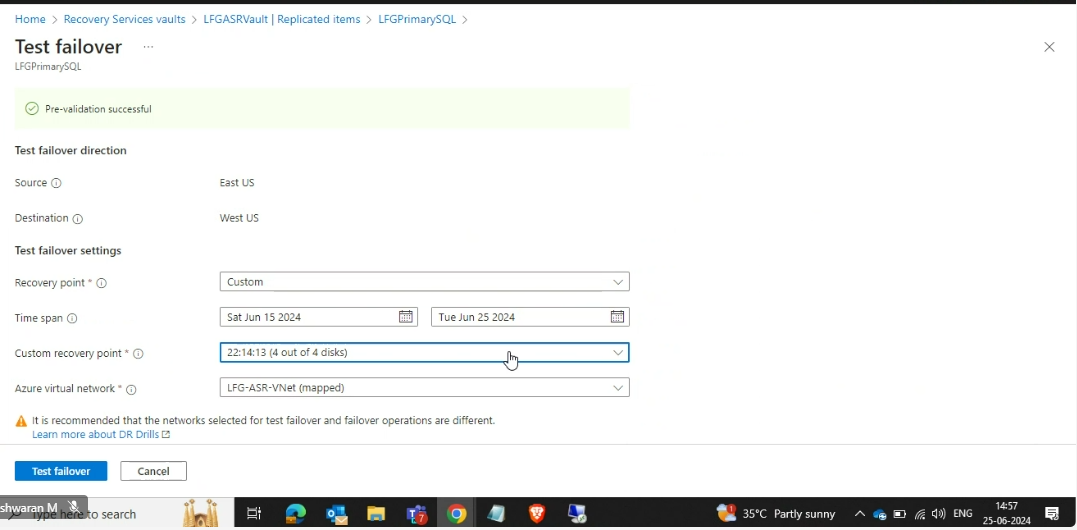 Home > Recovery Services vaults > LFGASRVault | Replicated items > LFGPrimarySQL >
Test failover ...
LFGPrimarySQL
Pre-validation successful
Test failover direction
Source
East US
Destination
West US
Test failover settings
Recovery point *
Custom
Time span
Sat Jun 15 2024
Tue Jun 25 2024
Custom recovery point *
22:14:13 (4 out of 4 disks)
Azure virtual network *
LFG-ASR-VNet (mapped)
It is recommended that the networks selected for test failover and failover operations are different.
Learn more about DR Drills
Test failover
Cancel
shwaran M
Type here to search
7
35°C Partly sunny
ENG
14:57
25-06-2024